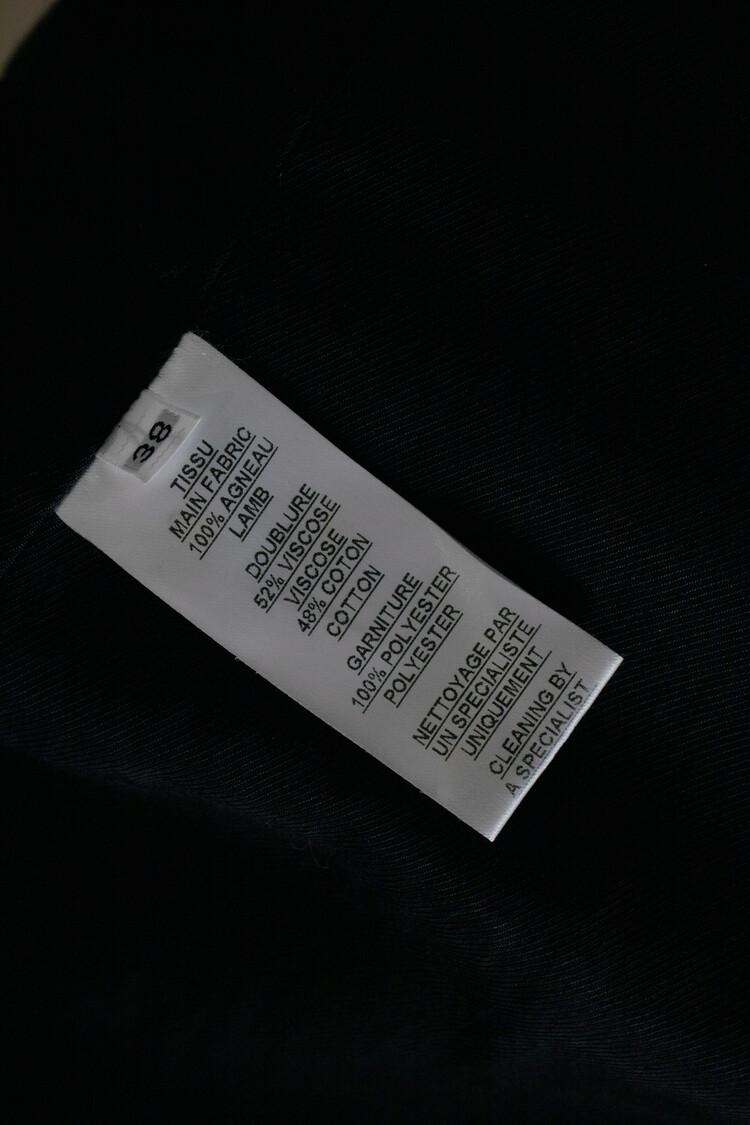 38
TISSU
MAIN FABRIC
100% AGNEAU
LAMB
DOUBLURE
52% VISCOSE
VISCOSE
48% COTON
COTTON
GARNITURE
100% POLYESTER
POLYESTER
NETTOYAGE PAR
UN SPECIALISTE
UNIQUEMENT
CLEANING BY
A SPECIALIST